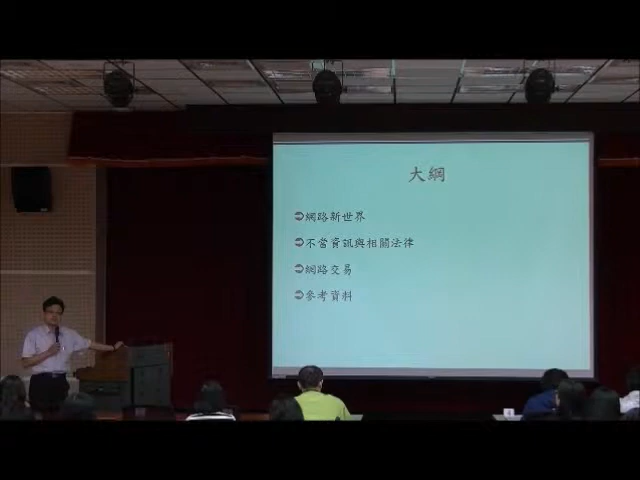 大綱
網路新世界
不當資訊與相關法律
網路交易
參考資料